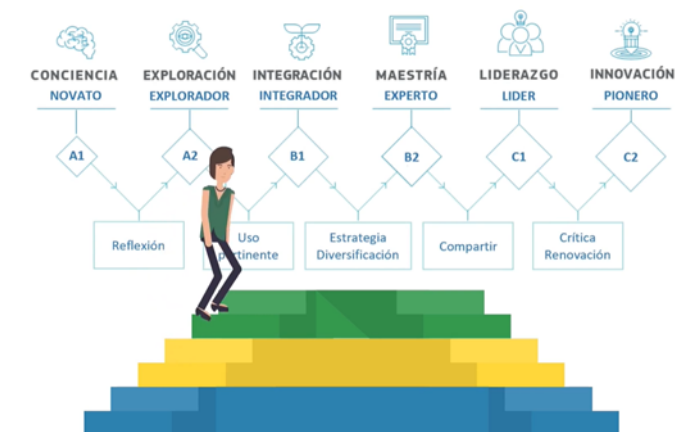 CONCIENCIA
NOVATO
EXPLORACIÓN
EXPLORADOR
INTEGRACIÓN
INTEGRADOR
MAESTRÍA
EXPERTO
LIDERAZGO
LIDER
INNOVACIÓN
PIONERO
A1
A2
B1
B2
C1
C2
Reflexión
Uso
Estrategia
Diversificación
Compartir
Crítica
Renovación